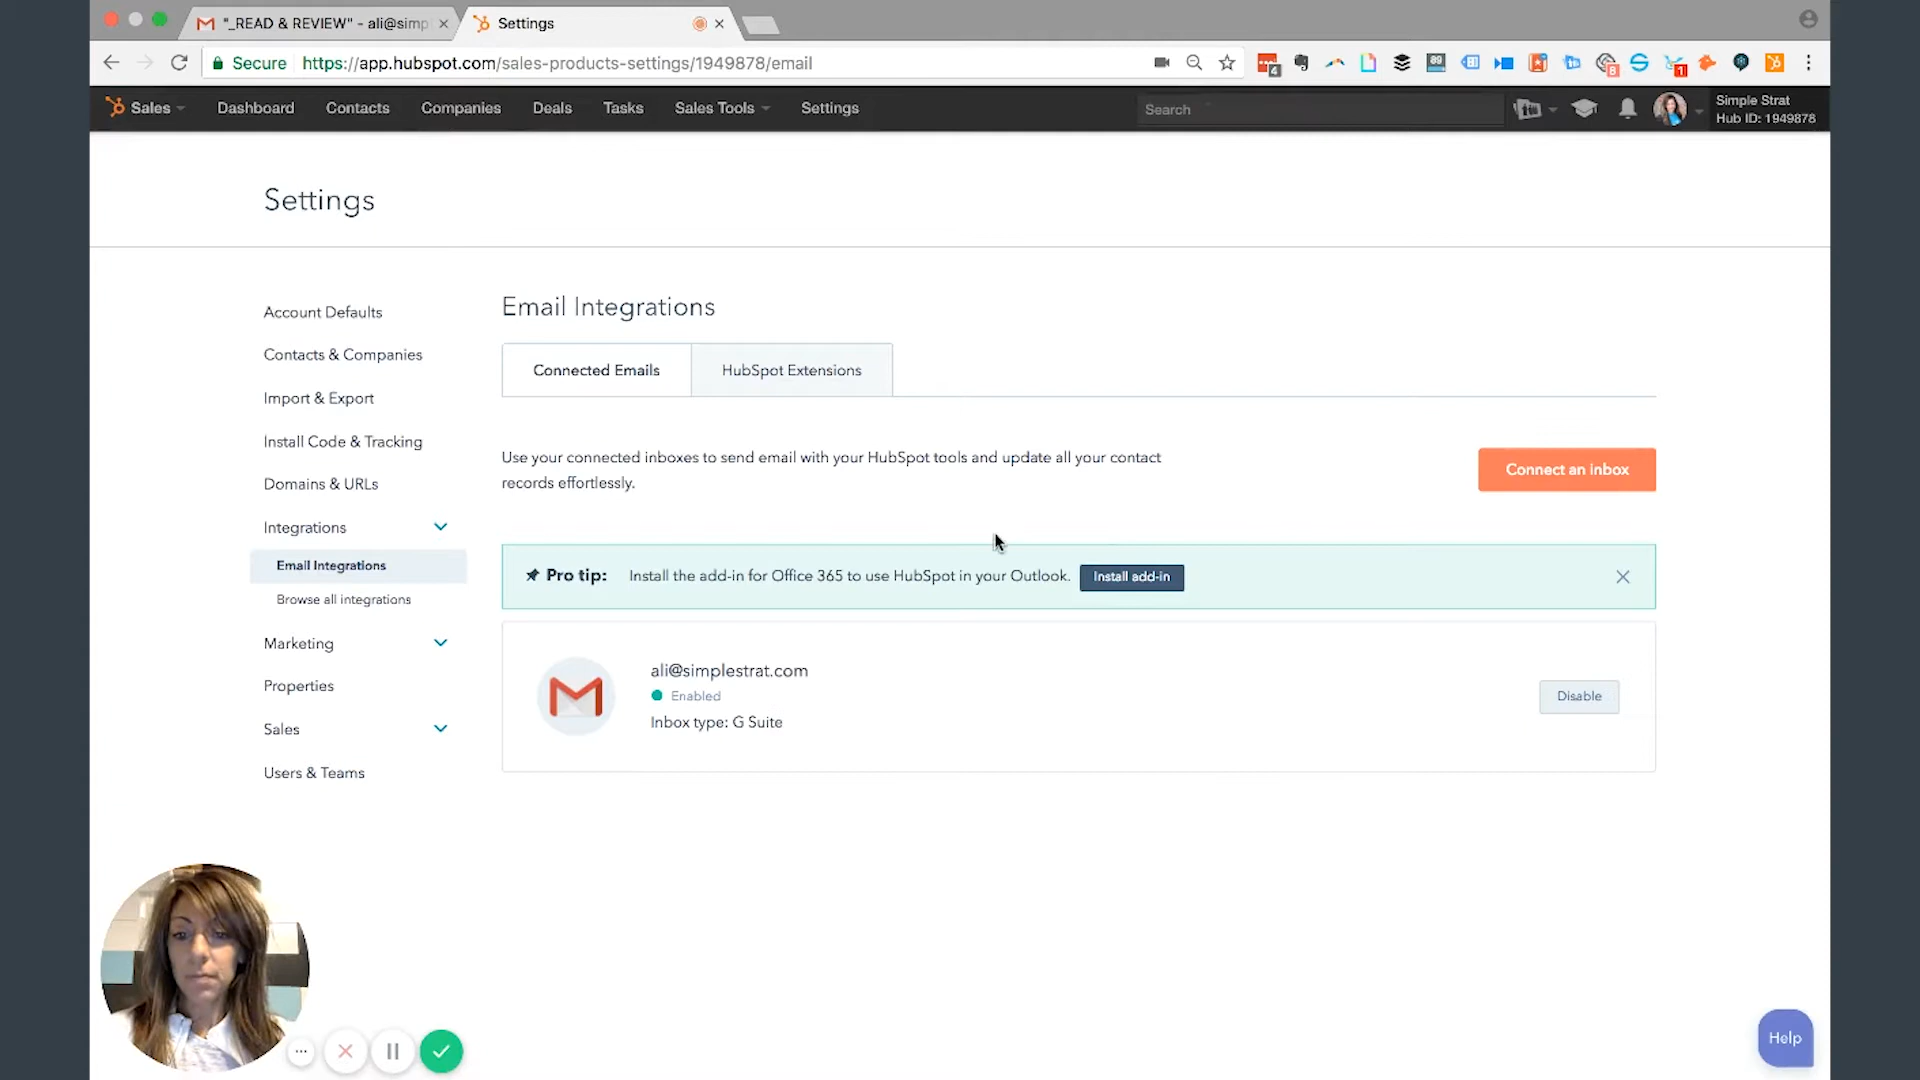 "_READ & REVIEW" - ali@simp
Settings
Secure
https://app.hubspot.com/sales-products-settings/1949878/email
4
89
8
1
Sales
Dashboard
Contacts
Companies
Deals
Tasks
Sales Tools
Settings
Search
Simple Strat
Hub ID: 1949878
Settings
Account Defaults
Contacts & Companies
Import & Export
Install Code & Tracking
Domains & URLs
Integrations
Email Integrations
Browse all integrations
Marketing
Properties
Sales
Users & Teams
Email Integrations
Connected Emails
HubSpot Extensions
Use your connected inboxes to send email with your HubSpot tools and update all your contact
records effortlessly.
Connect an inbox
Pro tip: Install the add-in for Office 365 to use HubSpot in your Outlook. Install add-in
ali@simplestrat.com
Enabled
Inbox type: G Suite
Disable
Help